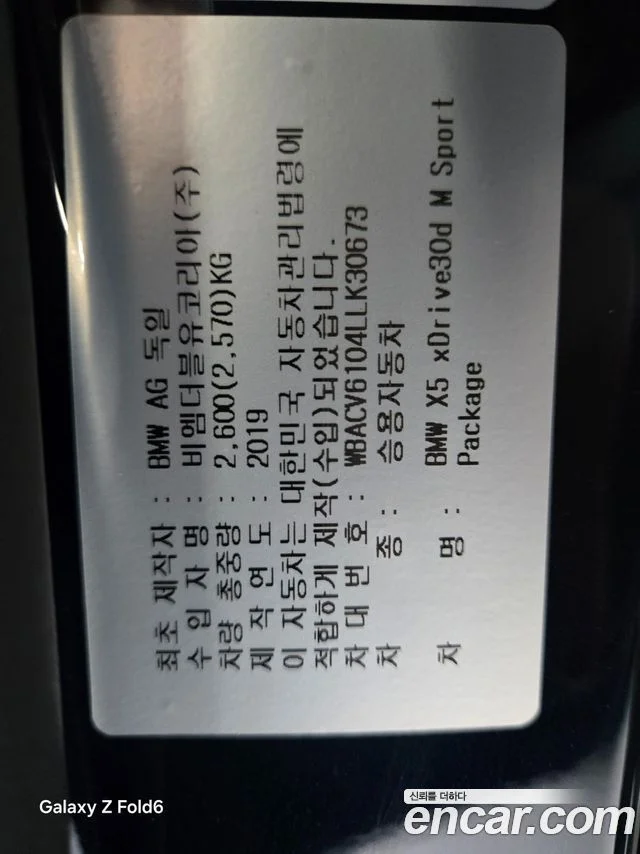 최초 제작자 : BMW AG 독일
수 입 자 명 : 비엠더블유코리아(주)
차량 총중량 : 2,600(2,570)KG
제 작 연 도 : 2019
이 자동차는 대한민국 자동차관리법령에
적합하게 제작(수입)되었습니다.
차 대 번 호 : WBACV6104LLK30673
차 종 : 승용자동차
차 명 : BMW X5 xDrive30d M Sport
Package
Galaxy Z Fold6
신뢰를 더하다
encar.com